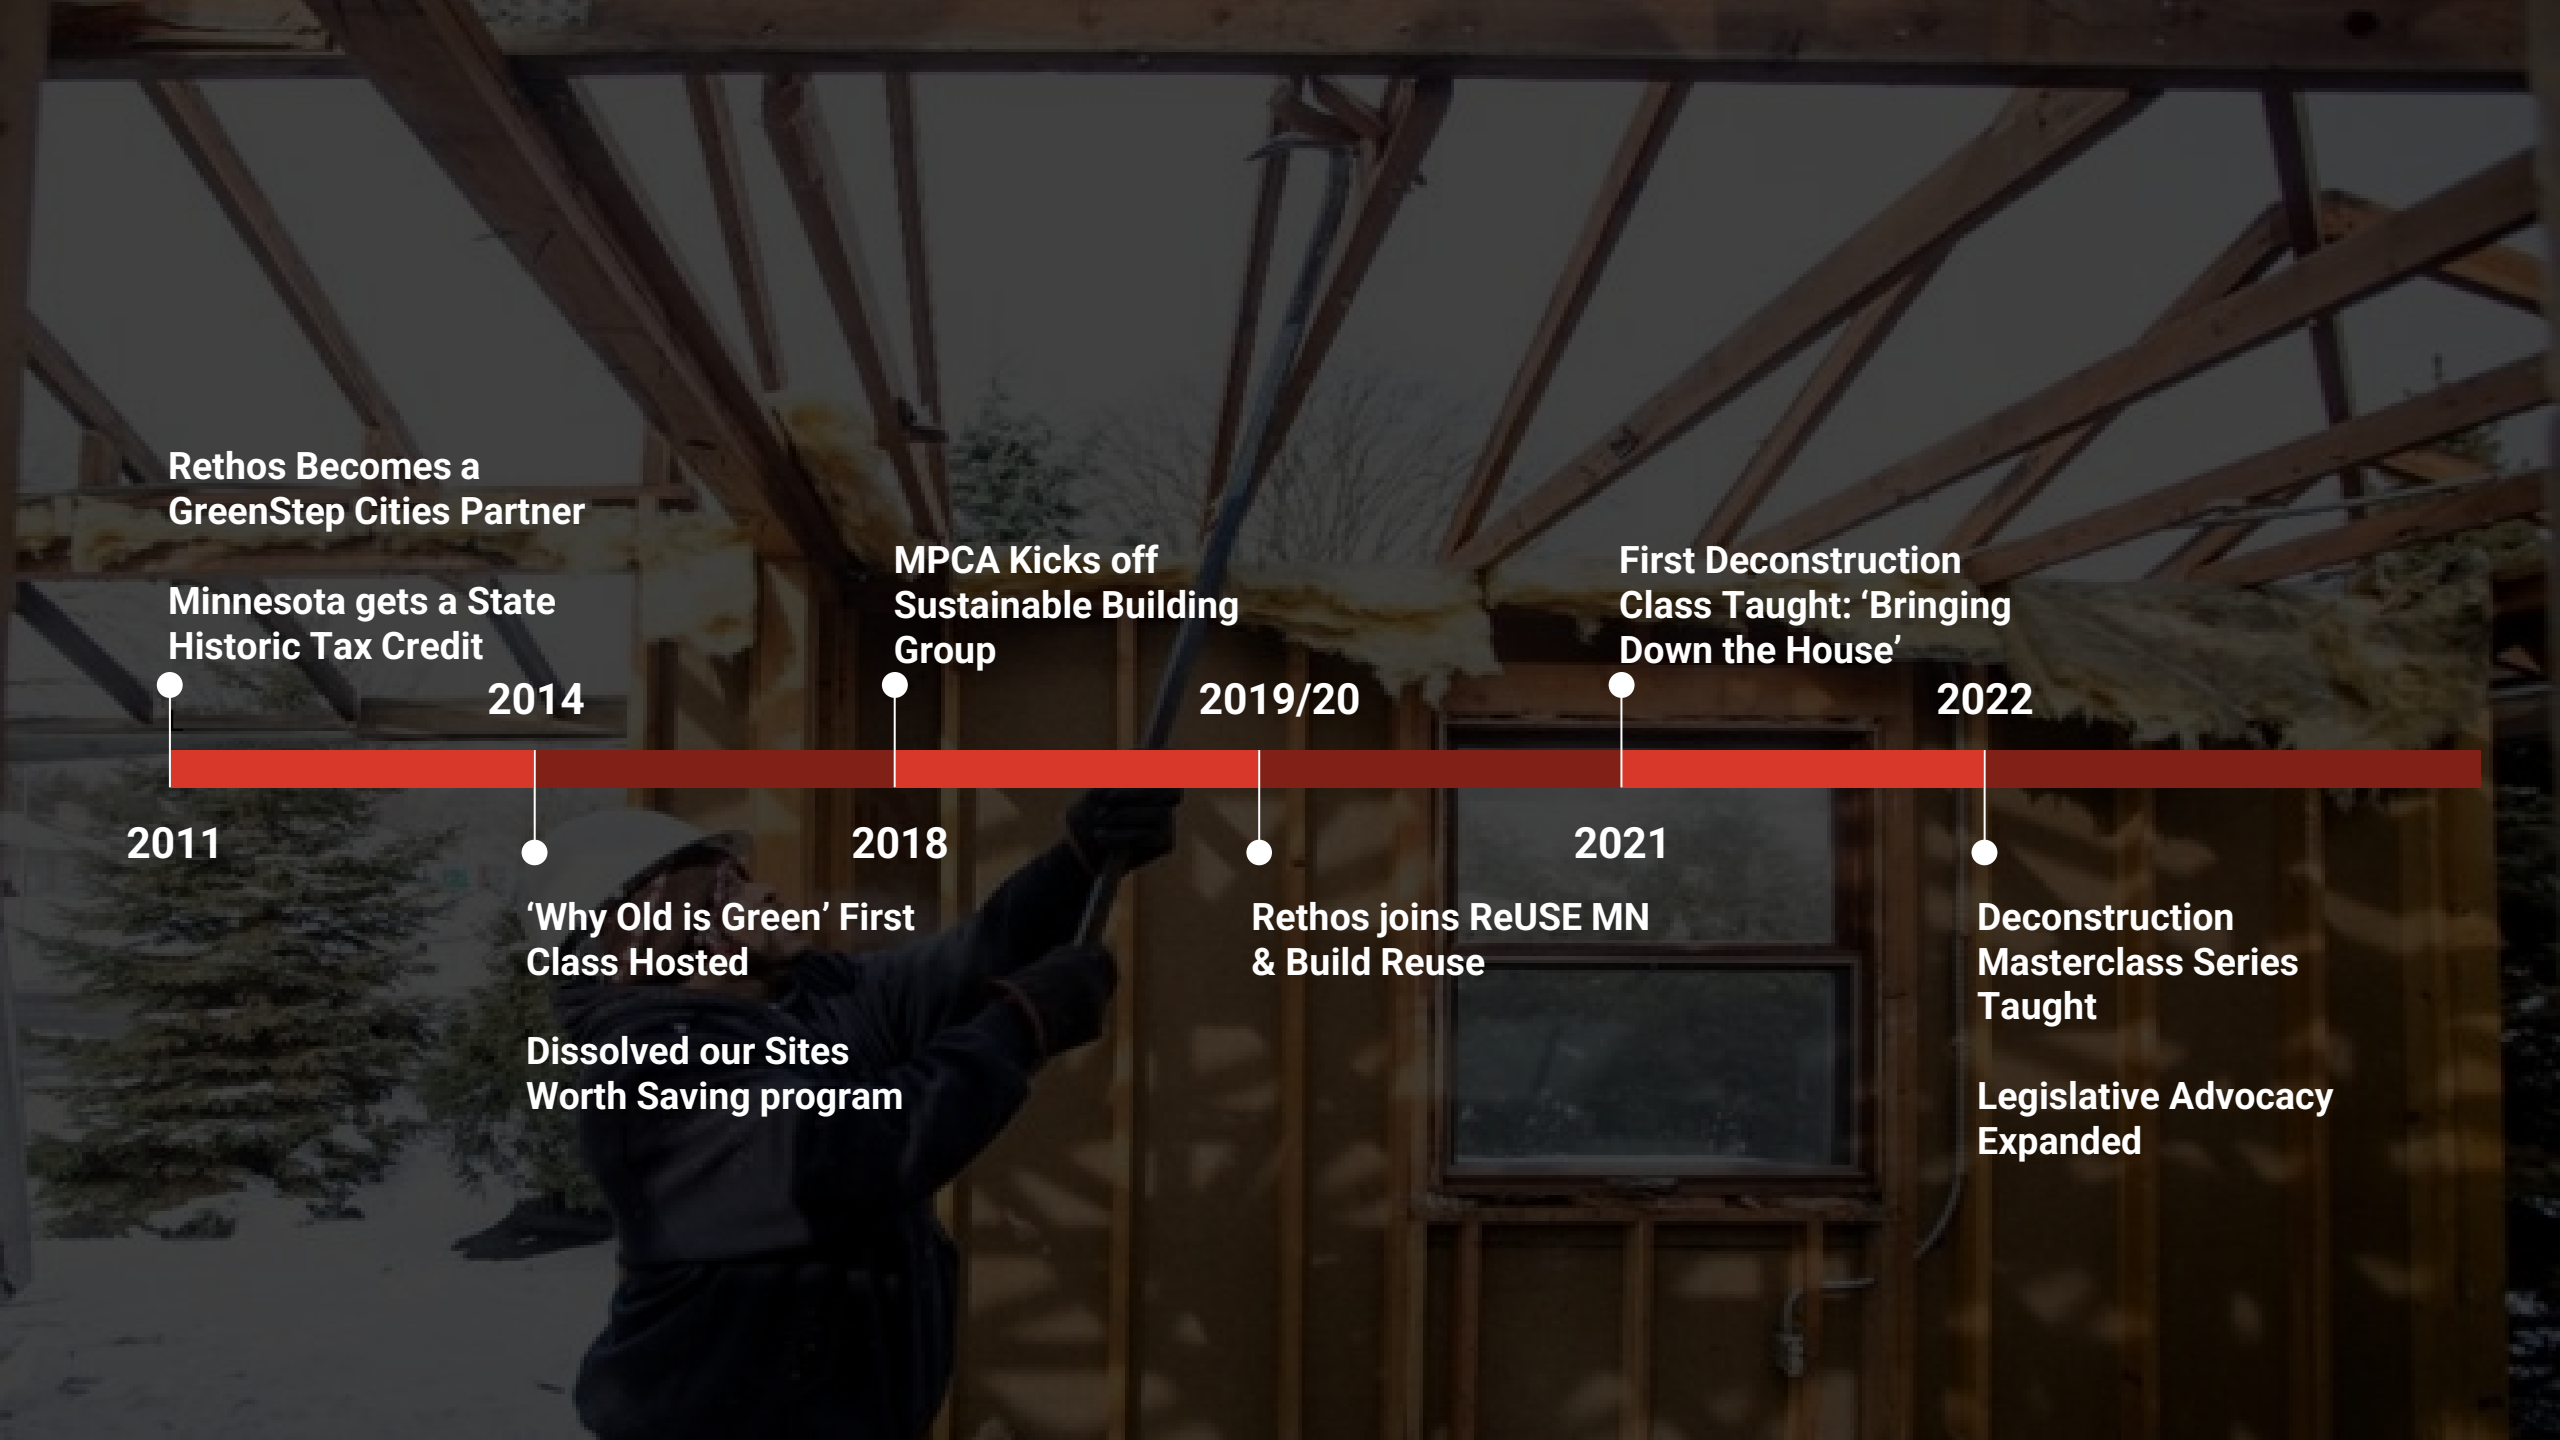 Rethos Becomes a
GreenStep Cities Partner
Minnesota gets a State
Historic Tax Credit
2011
2014
‘Why Old is Green’ First
Class Hosted
Dissolved our Sites
Worth Saving program
MPCA Kicks off
Sustainable Building
Group
2018
2019/20
Rethos joins ReUSE MN
& Build Reuse
First Deconstruction
Class Taught: ‘Bringing
Down the House’
2021
2022
Deconstruction
Masterclass Series
Taught
Legislative Advocacy
Expanded